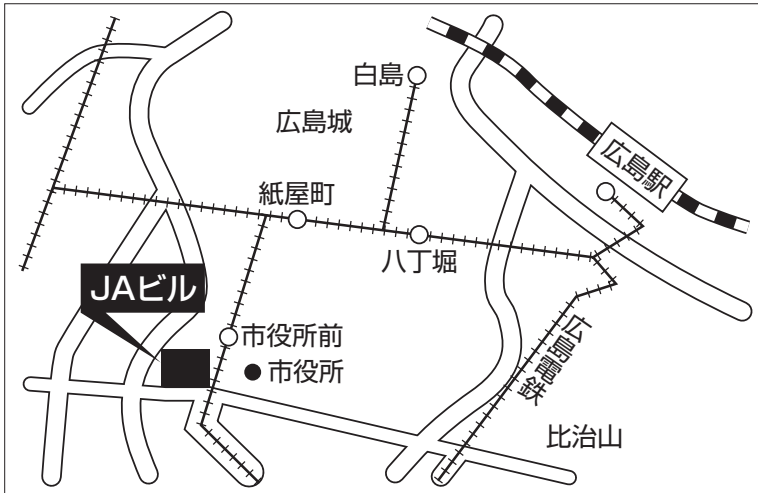 白島
広島城
広島駅
紙屋町
八丁堀
JAビル
市役所前
市役所
広島電鉄
比治山